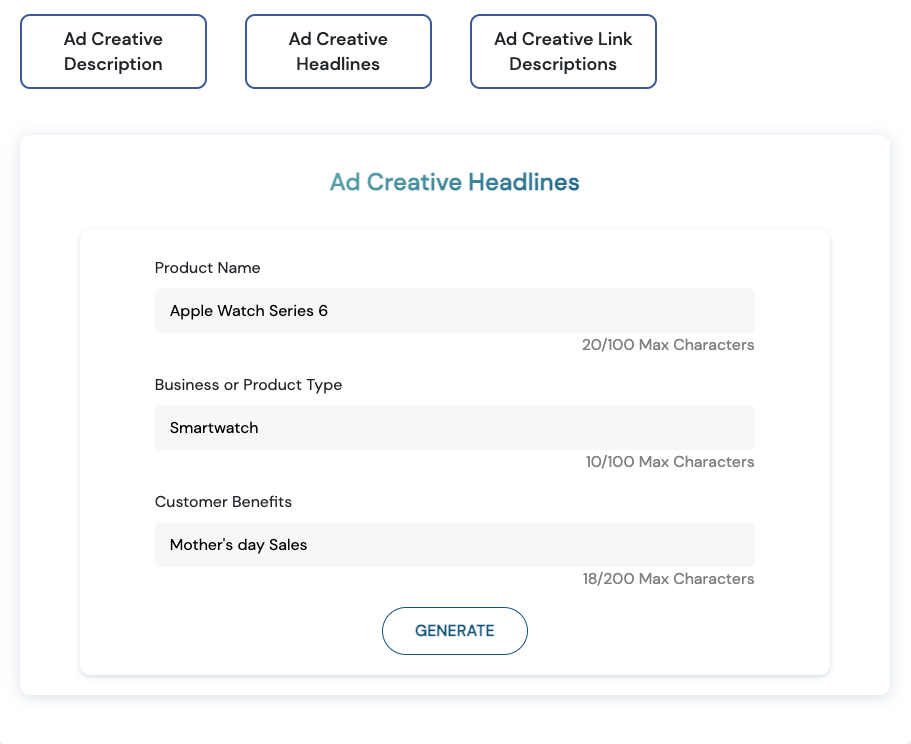 Ad Creative
Description
Ad Creative
Headlines
Ad Creative Link
Descriptions
Ad Creative Headlines
Product Name
Apple Watch Series 6
20/100 Max Characters
Business or Product Type
Smartwatch
10/100 Max Characters
Customer Benefits
Mother's day Sales
18/200 Max Characters
GENERATE